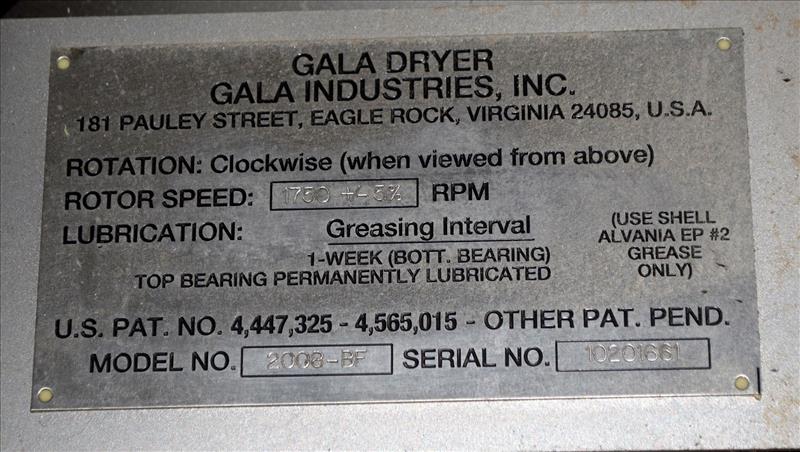 GALA DRYER
GALA INDUSTRIES, INC.
181 PAULEY STREET, EAGLE ROCK, VIRGINIA 24085, U.S.A.
ROTATION: Clockwise (when viewed from above)
ROTOR SPEED: 1750 +-5% RPM
LUBRICATION: Greasing Interval
1-WEEK (BOTT. BEARING)
TOP BEARING PERMANENTLY LUBRICATED
(USE SHELL
ALVANIA EP #2
GREASE
ONLY)
U.S. PAT. NO. 4,447,325 - 4,565,015 - OTHER PAT. PEND.
MODEL NO. 2008-BF SERIAL NO. 10201661